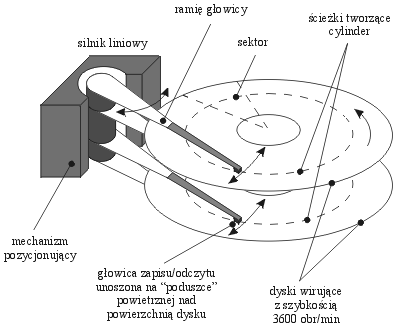 ramię głowicy
ścieżki tworzące
cylinder
silnik liniowy
sektor
mechanizm
pozycjonujący
głowica zapisu/odczytu
unoszona na “poduszce”
powietrznej nad
powierzchnią dysku
dyski wirujące
z szybkością
3600 obr/min